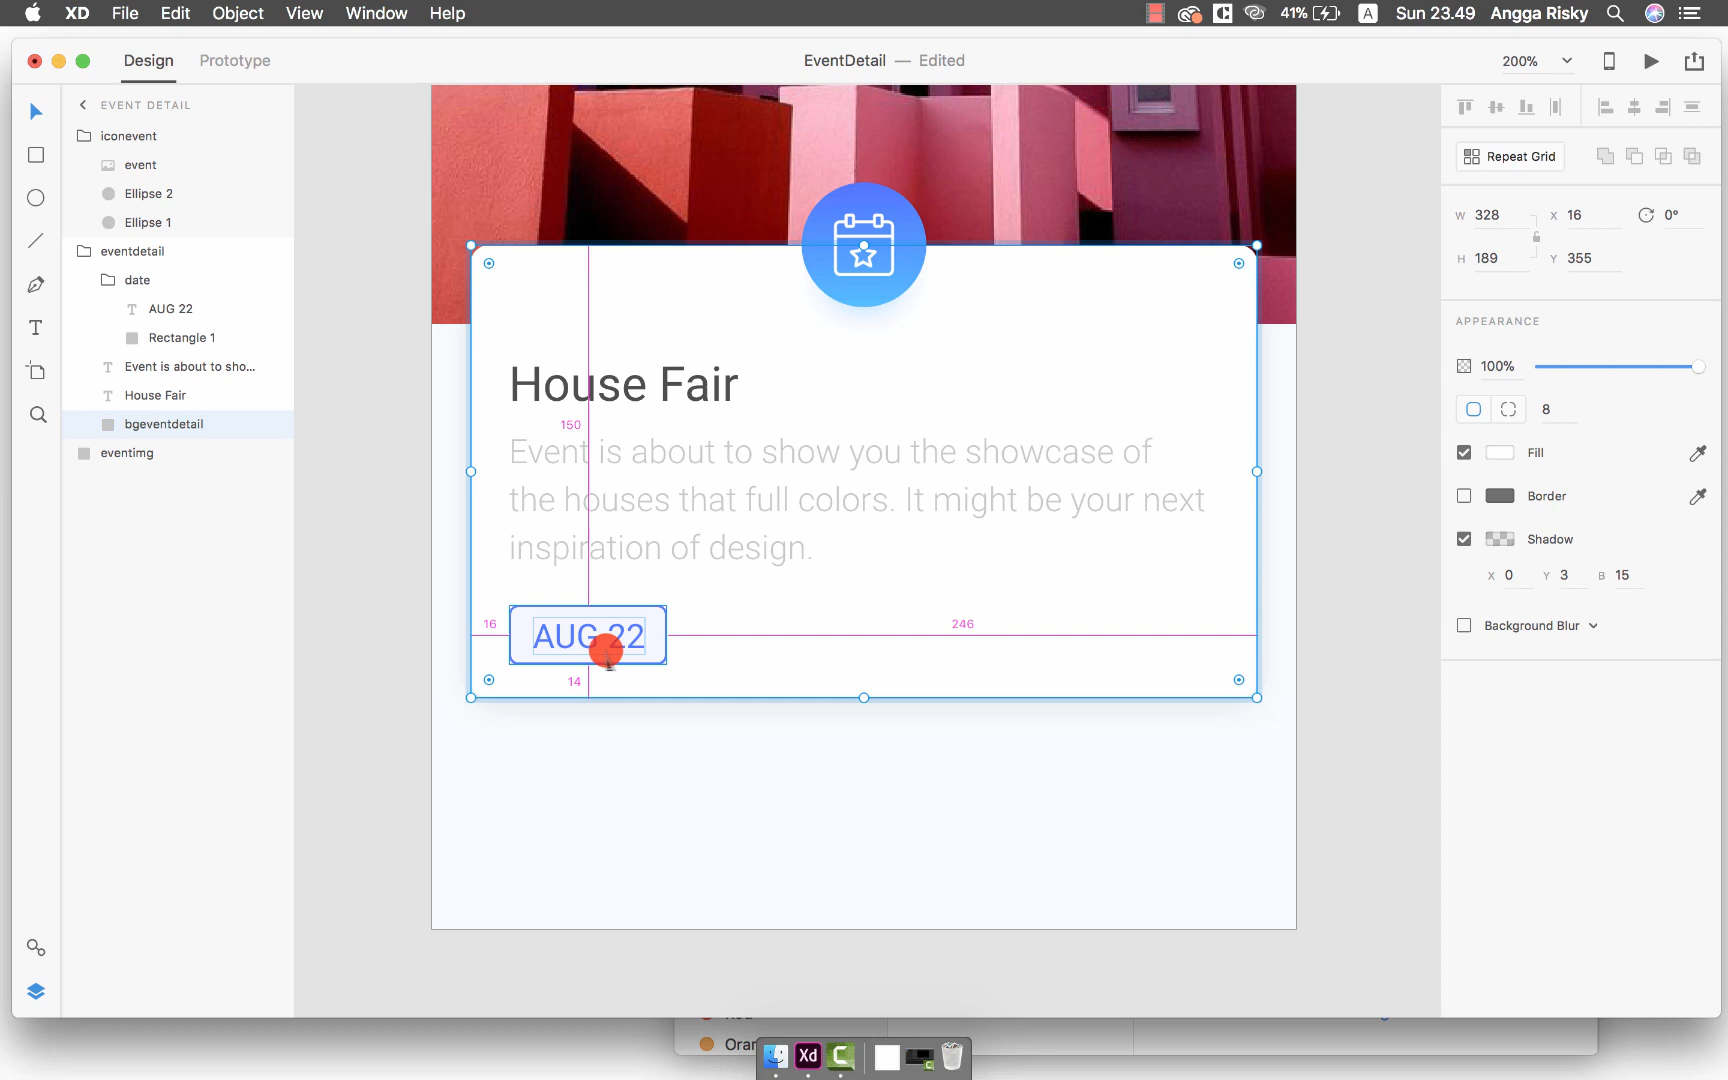 XD File Edit Object View Window Help
41% A Sun 23.49 Angga Risky
Design Prototype
EventDetail — Edited
200%
EVENT DETAIL
iconevent
event
Ellipse 2
Ellipse 1
eventdetail
date
AUG 22
Rectangle 1
Event is about to sho...
House Fair
bgeventdetail
eventimg
House Fair
150
Event is about to show you the showcase of
the houses that full colors. It might be your next
inspiration of design.
16
246
AUG 22
14
Repeat Grid
W 328 X 16 0°
H 189 Y 355
APPEARANCE
100%
8
Fill
Border
Shadow
X 0 Y 3 B 15
Background Blur
Xd